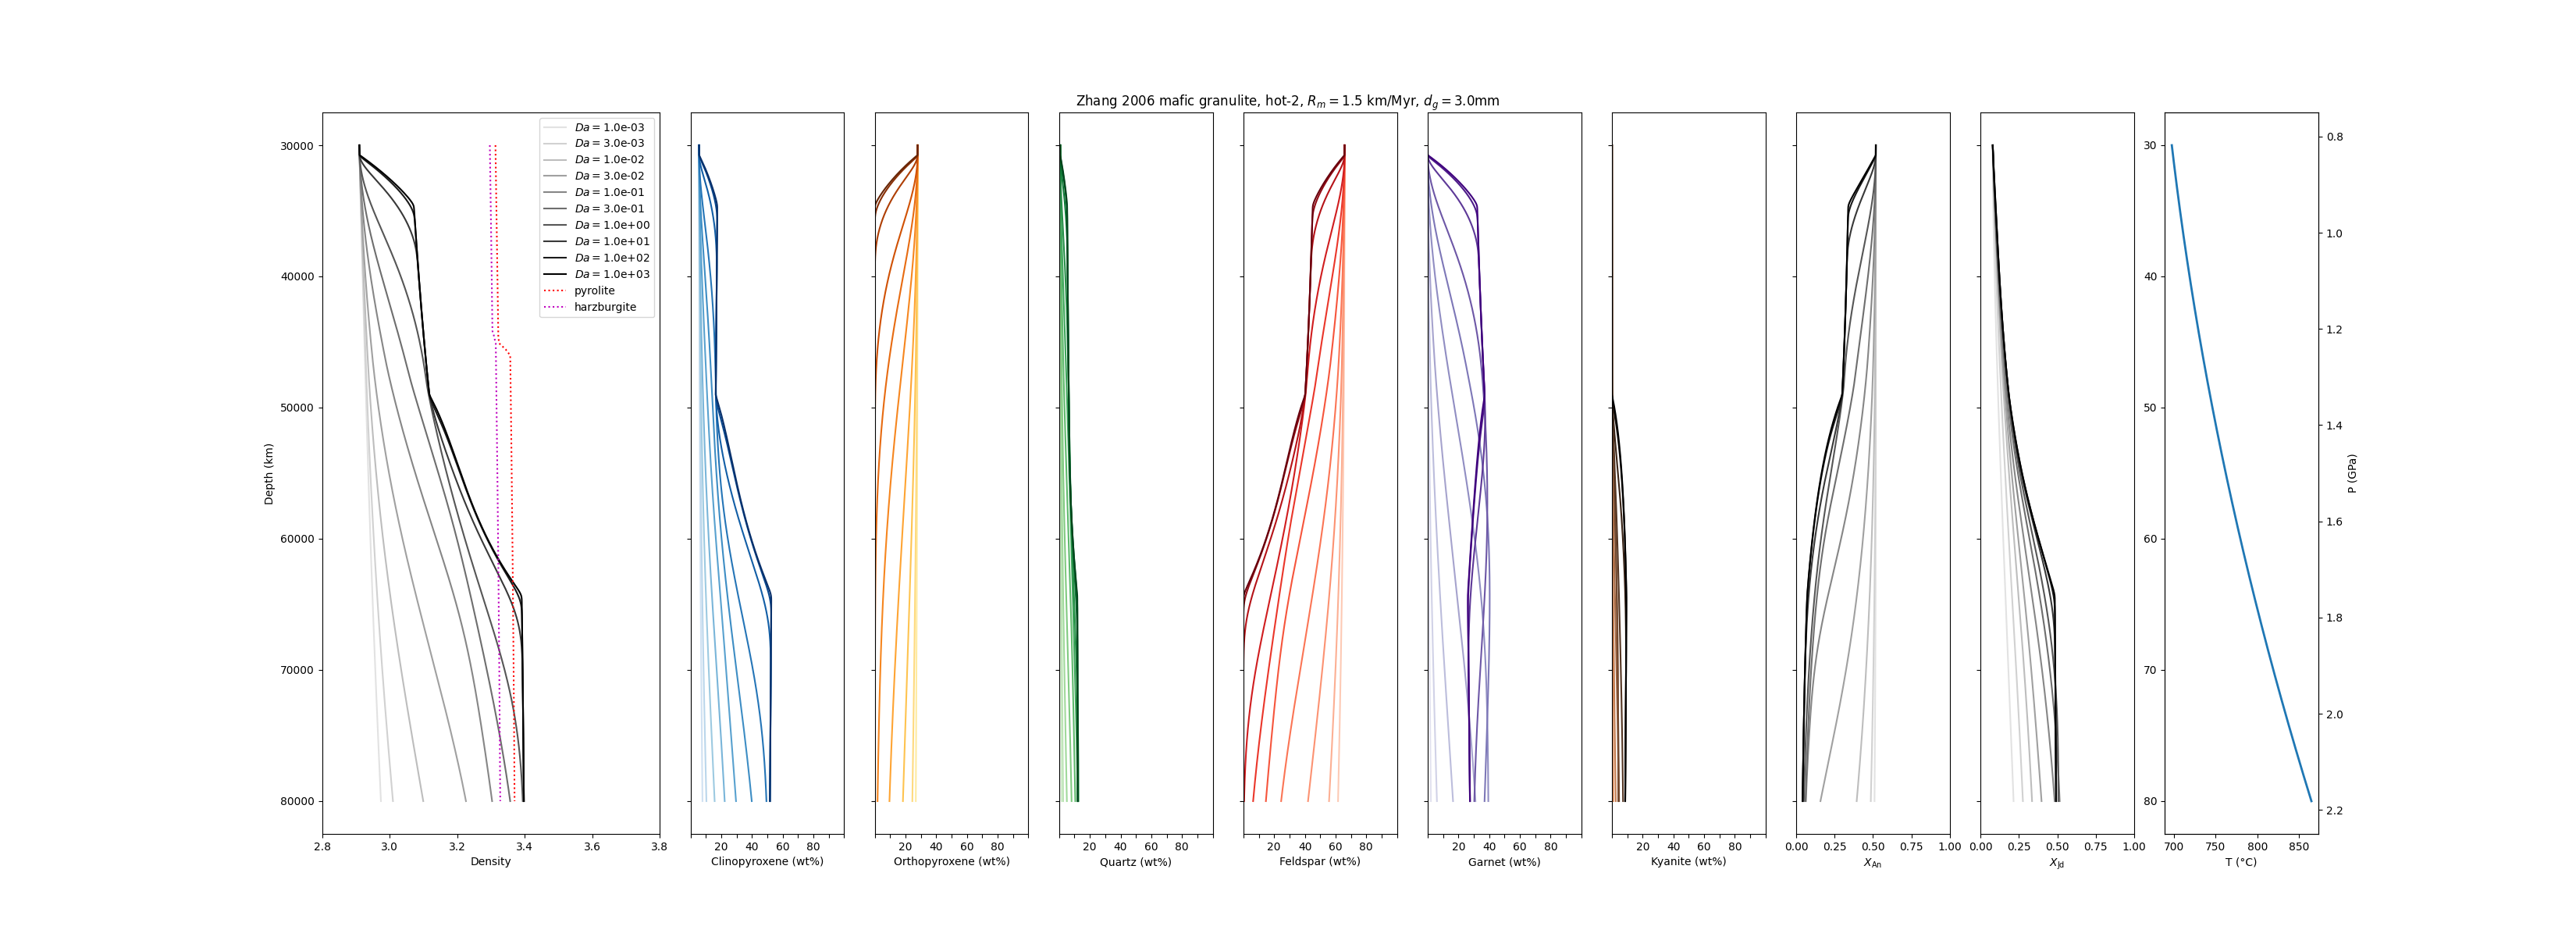 Zhang 2006 mafic granulite, hot-2, R_m = 1.5 km/Myr, d_g = 3.0mm
Da = 1.0e-03
Da = 3.0e-03
Da = 1.0e-02
Da = 3.0e-02
Da = 1.0e-01
Da = 3.0e-01
Da = 1.0e+00
Da = 1.0e+01
Da = 1.0e+02
Da = 1.0e+03
pyrolite
harzburgite
Depth (km)
30000
40000
50000
60000
70000
80000
2.8 3.0 3.2 3.4 3.6 3.8
Density
20 40 60 80
Clinopyroxene (wt%)
20 40 60 80
Orthopyroxene (wt%)
20 40 60 80
Quartz (wt%)
20 40 60 80
Feldspar (wt%)
20 40 60 80
Garnet (wt%)
20 40 60 80
Kyanite (wt%)
0.00 0.25 0.50 0.75 1.00
X_An
0.00 0.25 0.50 0.75 1.00
X_Jd
30
40
50
60
70
80
700 750 800 850
T (°C)
0.8
1.0
1.2
1.4
1.6
1.8
2.0
2.2
P (GPa)